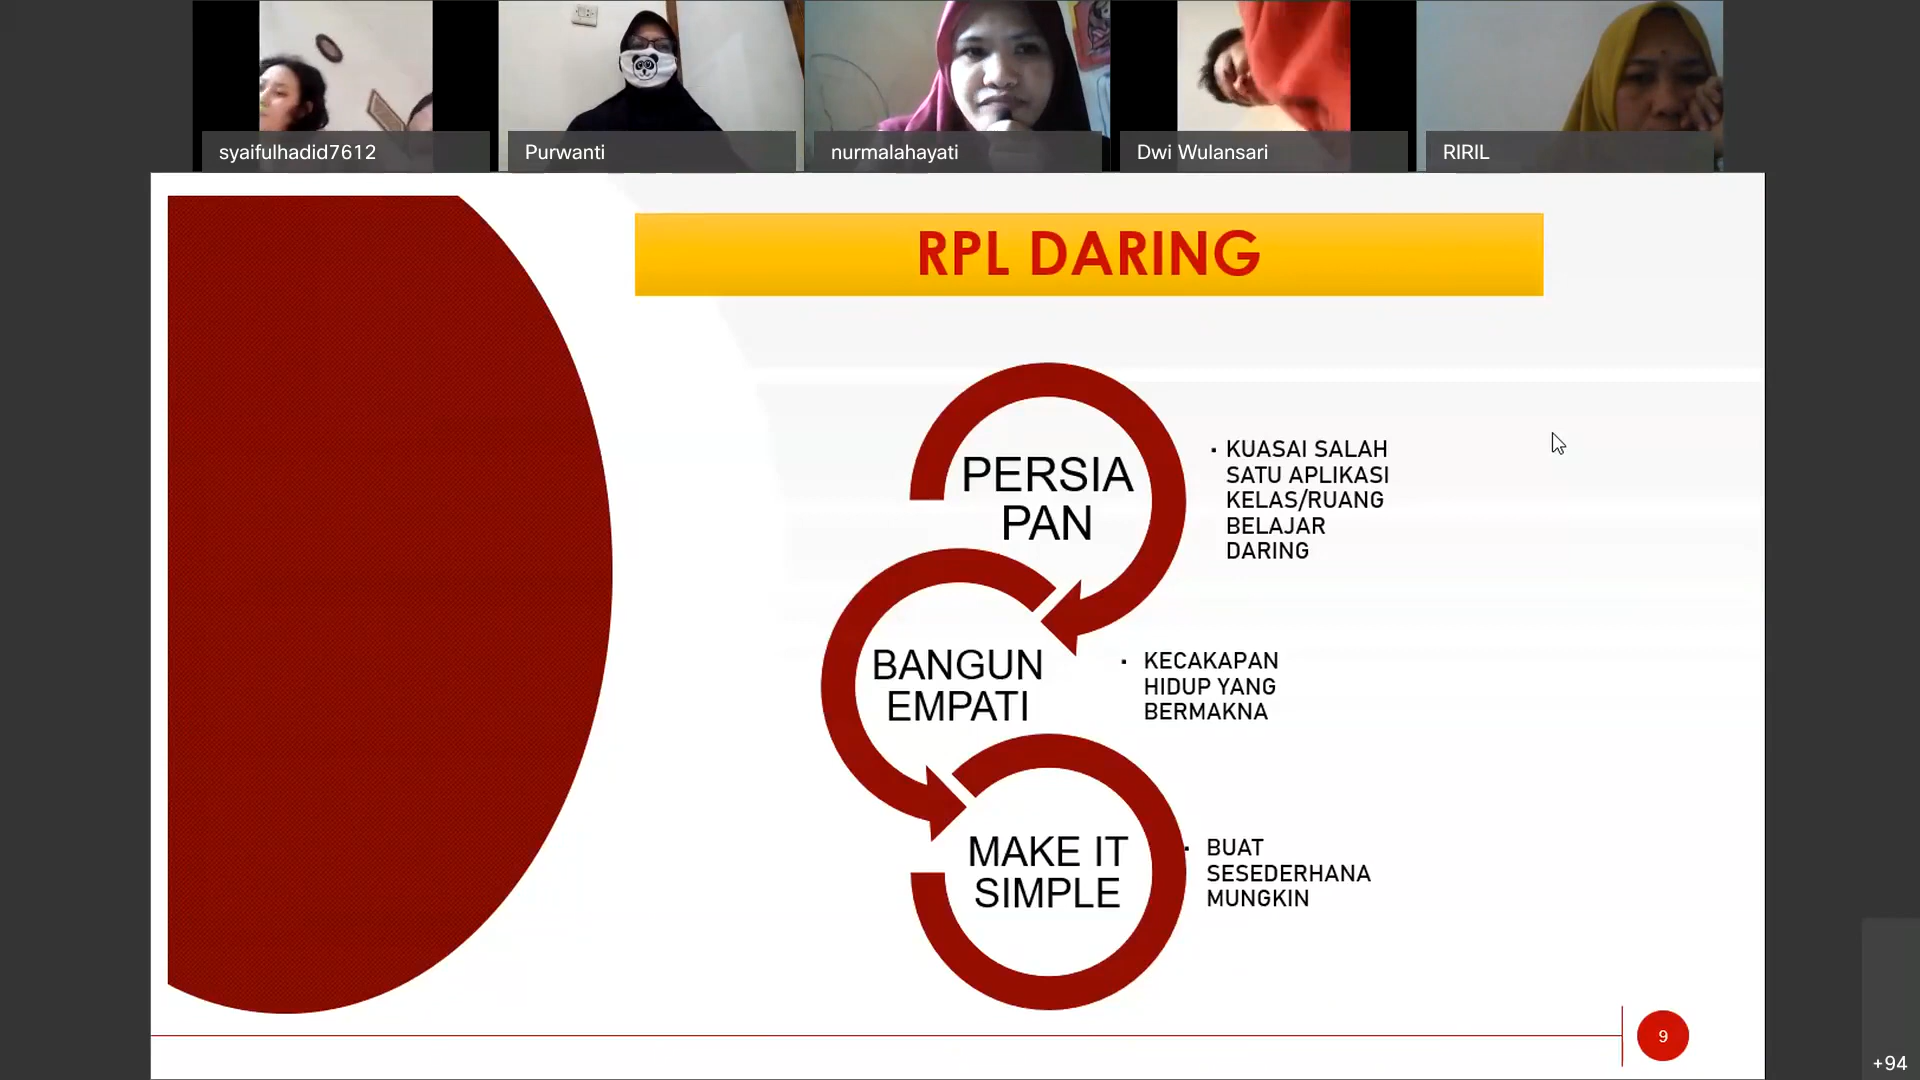 syaifulhadid7612
Purwanti
nurmalahayati
Dwi Wulansari
RIRIL
RPL DARING
PERSIA
PAN
▪ KUASAI SALAH
SATU APLIKASI
KELAS/RUANG
BELAJAR
DARING
BANGUN
EMPATI
▪ KECAKAPAN
HIDUP YANG
BERMAKNA
MAKE IT
SIMPLE
▪ BUAT
SESEDERHANA
MUNGKIN
9
+94